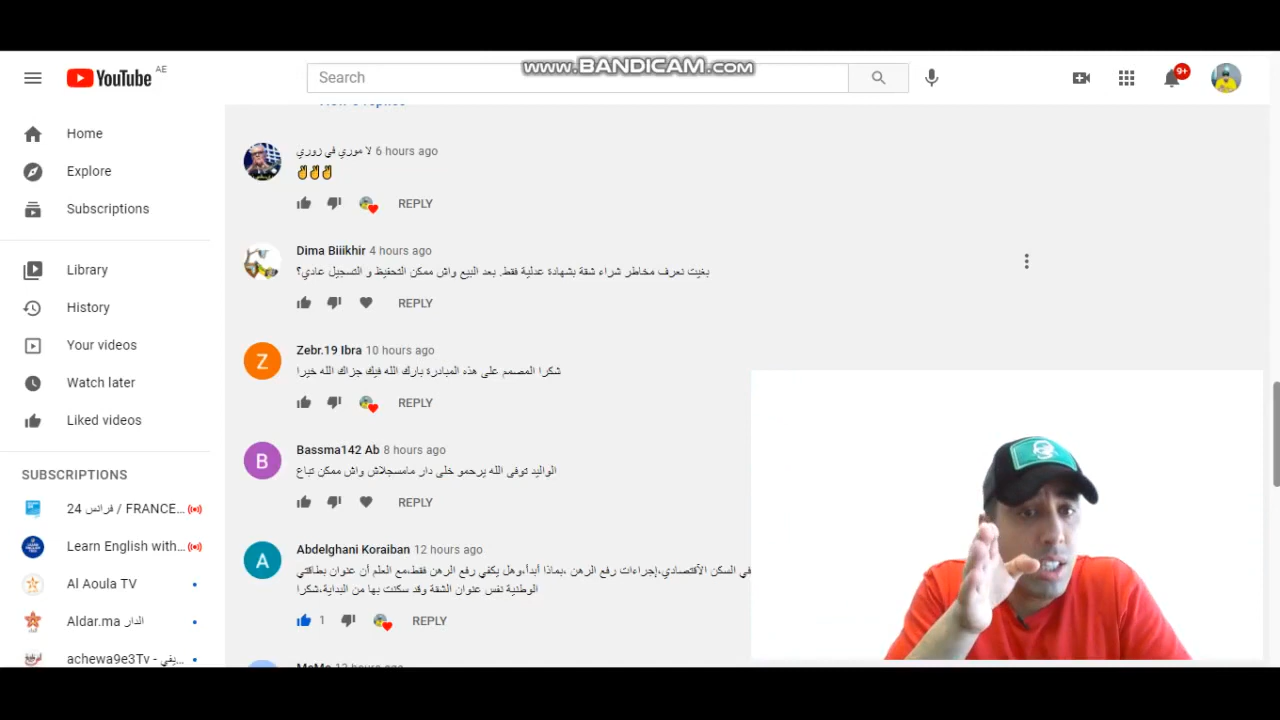 www.BANDICAM.com
YouTube AE
Search
9+
Home
Explore
Subscriptions
Library
History
Your videos
Watch later
Liked videos
SUBSCRIPTIONS
24 فرانس / FRANCE...
Learn English with...
Al Aoula TV
Aldar.ma الدار
achewa9e3Tv -
لا موري في زوري 6 hours ago
✌✌✌
REPLY
Dima Biiikhir 4 hours ago
بغيت نعرف مخاطر شراء شقة بشهادة عدلية فقط. بعد البيع واش ممكن التحفيظ و التسجيل عادي؟
REPLY
Zebr.19 Ibra 10 hours ago
شكرا المصمم على هذه المبادرة بارك الله فيك جزاك الله خيرا
REPLY
Z
Bassma142 Ab 8 hours ago
الواليد توفى الله يرحمو خلى دار مامسجلاش واش ممكن تباع
REPLY
B
Abdelghani Koraiban 12 hours ago
في السكن الأقتصادي،إجراءات رفع الرهن ،بماذا أبدأ،وهل يكفي رفع الرهن فقط،مع العلم أن عنوان بطاقتي
الوطنية نفس عنوان الشقة وقد سكنت بها من البداية،شكرا
1 REPLY
A